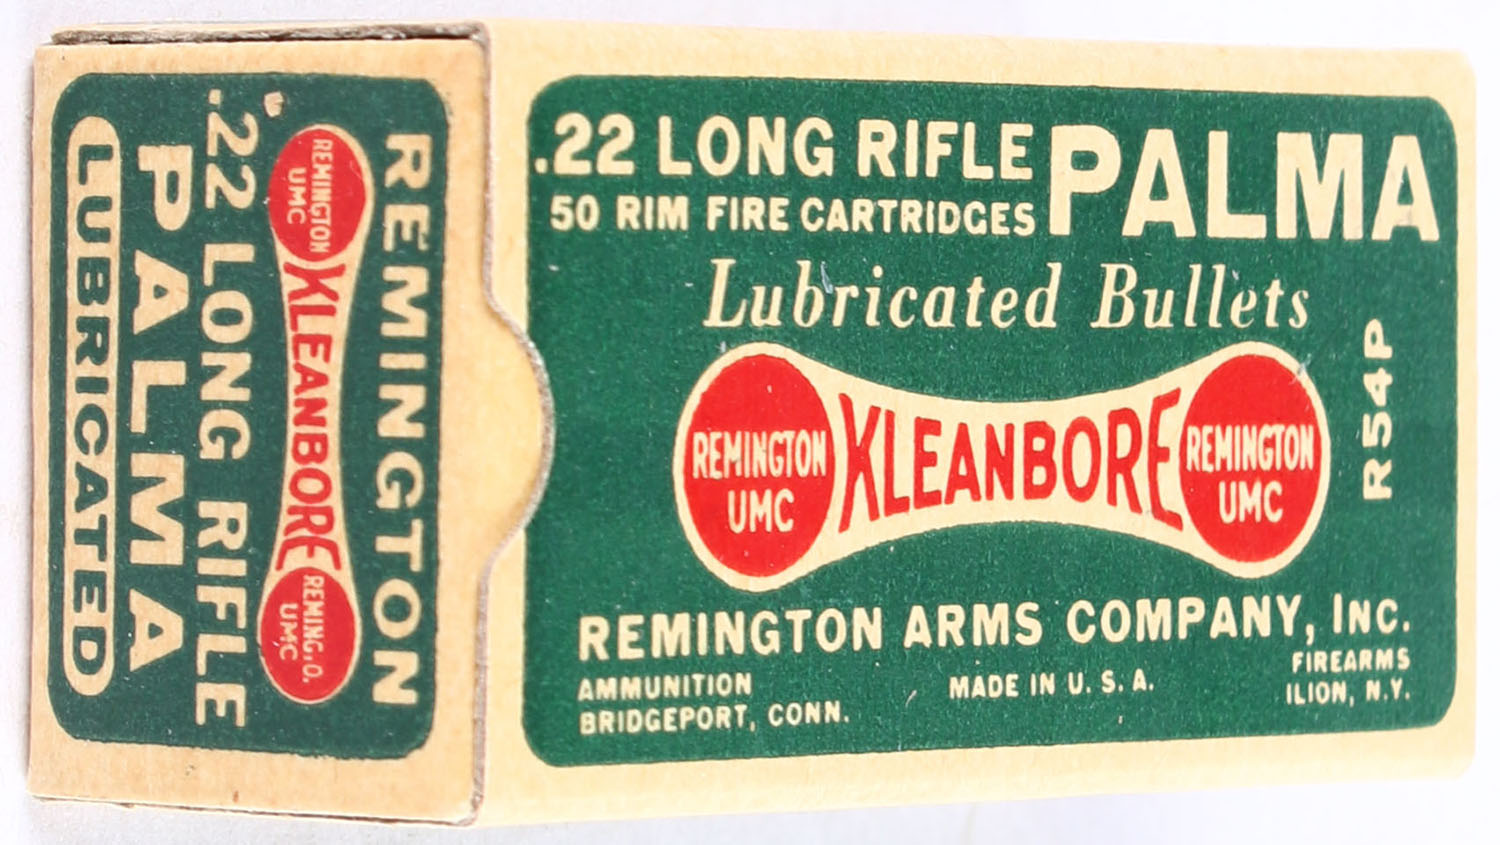 .22 LONG RIFLE PALMA
50 RIM FIRE CARTRIDGES
Lubricated Bullets
REMINGTON
UMC
KLEANBORE
REMINGTON
UMC
R54P
REMINGTON ARMS COMPANY, INC.
AMMUNITION
BRIDGEPORT, CONN.
MADE IN U. S. A.
FIREARMS
ILION, N.Y.
REMINGTON
REMINGTON
UMC
KLEANBORE
REMING.O.
UMC
.22 LONG RIFLE
PALMA
LUBRICATED